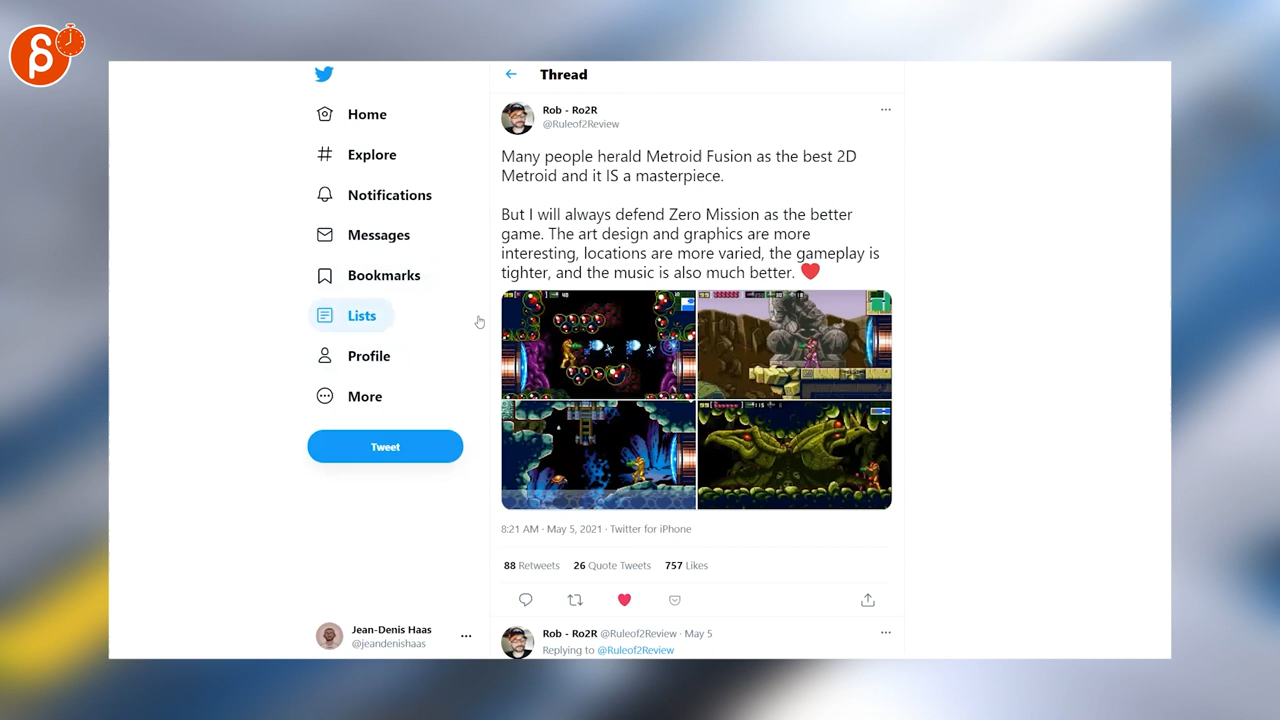 Thread
Home
Explore
Notifications
Messages
Bookmarks
Lists
Profile
More
Tweet
Jean-Denis Haas
@jeandenishaas
Rob - Ro2R
@Ruleof2Review
Many people herald Metroid Fusion as the best 2D
Metroid and it IS a masterpiece.
But I will always defend Zero Mission as the better
game. The art design and graphics are more
interesting, locations are more varied, the gameplay is
tighter, and the music is also much better. ❤️
8:21 AM · May 5, 2021 · Twitter for iPhone
88 Retweets 26 Quote Tweets 757 Likes
Rob - Ro2R @Ruleof2Review · May 5
Replying to @Ruleof2Review